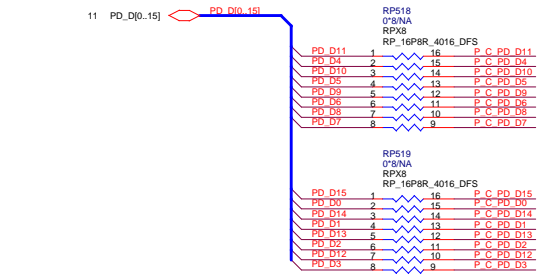 11 PD_D[0..15] PD_D[0..15]
RP518
0*8/NA
RPX8
RP_16P8R_4016_DFS
PD_D11 1 16 P_C_PD_D11
PD_D4 2 15 P_C_PD_D4
PD_D10 3 14 P_C_PD_D10
PD_D5 4 13 P_C_PD_D5
PD_D9 5 12 P_C_PD_D9
PD_D6 6 11 P_C_PD_D6
PD_D8 7 10 P_C_PD_D8
PD_D7 8 9 P_C_PD_D7
RP519
0*8/NA
RPX8
RP_16P8R_4016_DFS
PD_D15 1 16 P_C_PD_D15
PD_D0 2 15 P_C_PD_D0
PD_D14 3 14 P_C_PD_D14
PD_D1 4 13 P_C_PD_D1
PD_D13 5 12 P_C_PD_D13
PD_D2 6 11 P_C_PD_D2
PD_D12 7 10 P_C_PD_D12
PD_D3 8 9 P_C_PD_D3